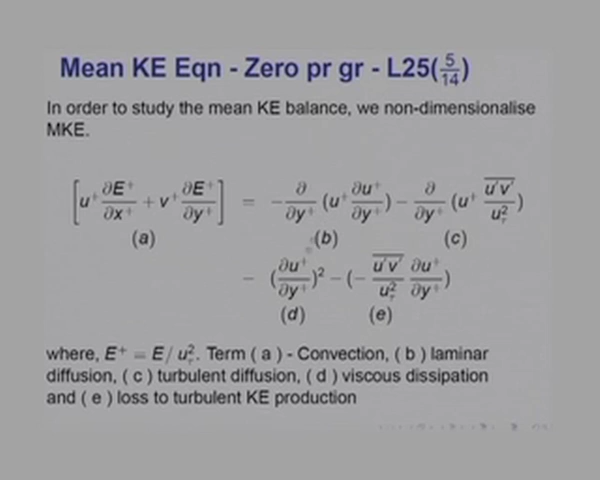 Mean KE Eqn - Zero pr gr - L25(5/14)
In order to study the mean KE balance, we non-dimensionalise
MKE.
[u⁺ ∂E⁺/∂x⁺ + v⁺ ∂E⁺/∂y⁺] = - ∂/∂y⁺ (u⁺ ∂u⁺/∂y⁺) - ∂/∂y⁺ (u⁺ \overline{u′v′}/u_τ²)
(a) (b) (c)
- (∂u⁺/∂y⁺)² - (- \overline{u′v′}/u_τ² ∂u⁺/∂y⁺)
(d) (e)
where, E⁺ = E/ u_τ². Term ( a ) - Convection, ( b ) laminar
diffusion, ( c ) turbulent diffusion, ( d ) viscous dissipation
and ( e ) loss to turbulent KE production